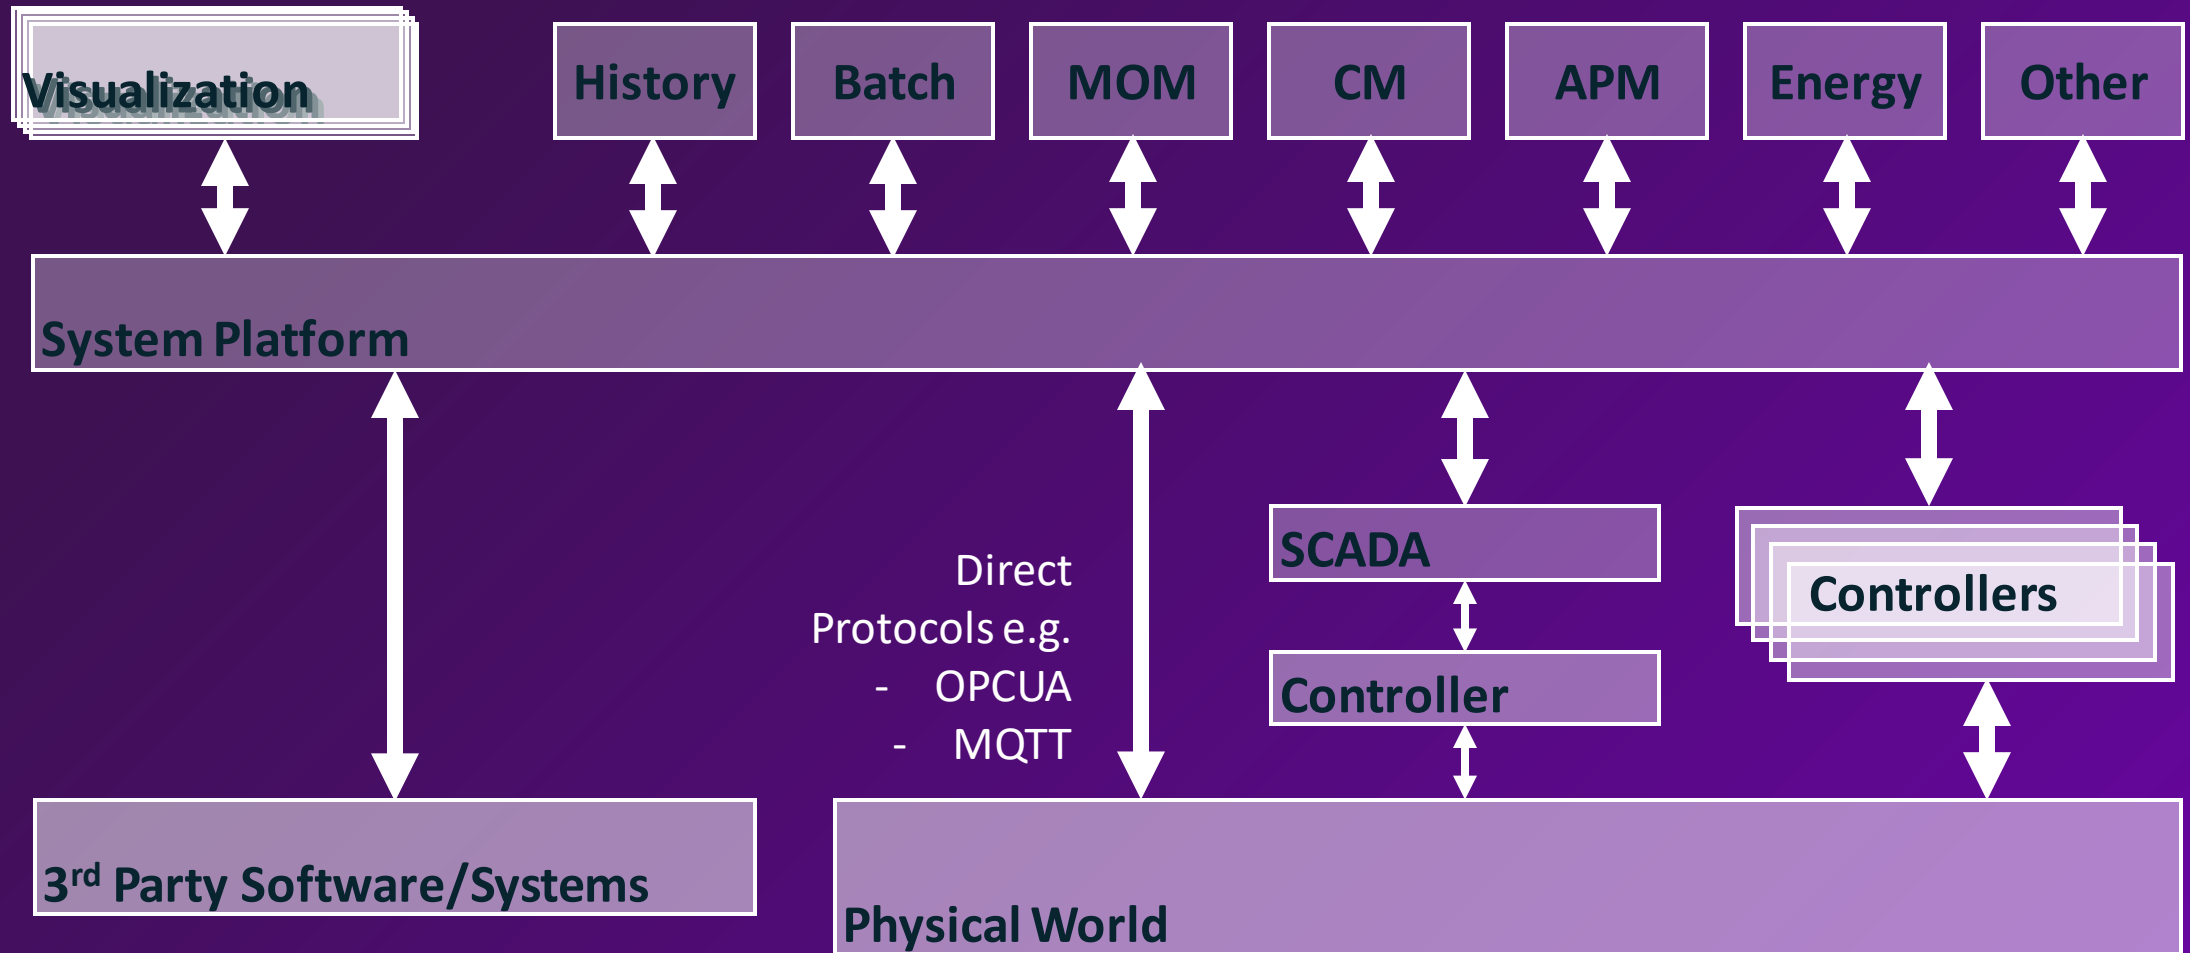 Visualization
History
Batch
MOM
CM
APM
Energy
Other
System Platform
Direct
Protocols e.g.
- OPCUA
- MQTT
SCADA
Controller
Controllers
3rd Party Software/Systems
Physical World